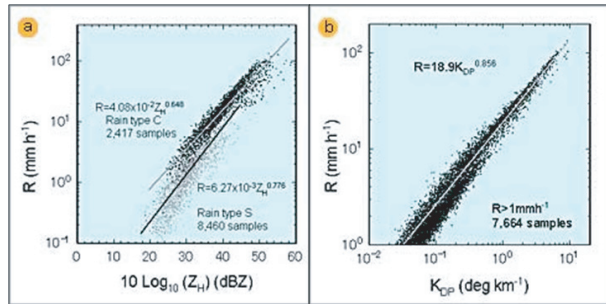 a
b
10²
10¹
10⁰
10⁻¹
R (mm h⁻¹)
R=4.08x10⁻²Z_H^0.648
Rain type C
2,417 samples
R=6.27x10⁻³Z_H^0.776
Rain type S
8,460 samples
0 10 20 30 40 50 60
10 Log₁₀ (Z_H) (dBZ)
10²
10¹
10⁰
R (mm h⁻¹)
R=18.9K_DP^0.856
R>1mmh⁻¹
7,664 samples
10⁻² 10⁻¹ 10⁰ 10¹
K_DP (deg km⁻¹)